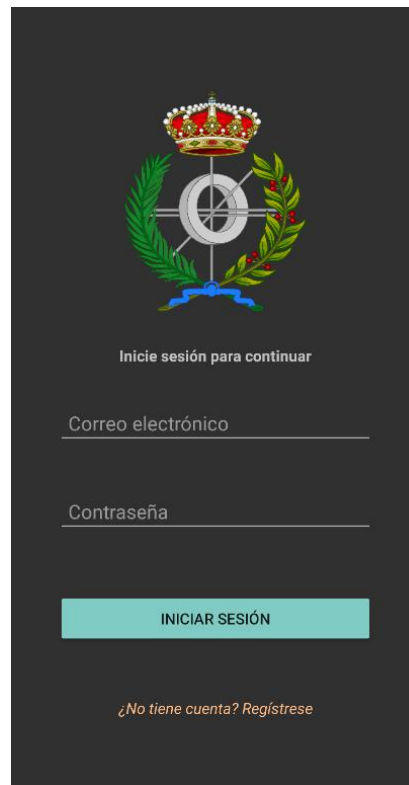 Inicie sesión para continuar
Correo electrónico
Contraseña
INICIAR SESIÓN
¿No tiene cuenta? Regístrese